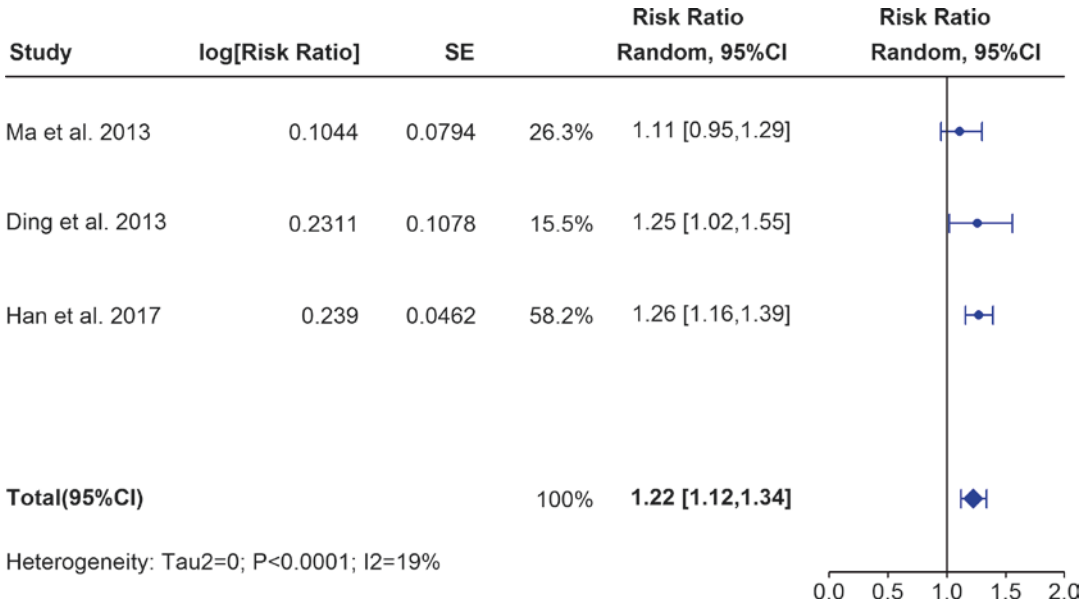 Risk Ratio Risk Ratio
Study log[Risk Ratio] SE Random, 95%CI Random, 95%CI
Ma et al. 2013 0.1044 0.0794 26.3% 1.11 [0.95,1.29]
Ding et al. 2013 0.2311 0.1078 15.5% 1.25 [1.02,1.55]
Han et al. 2017 0.239 0.0462 58.2% 1.26 [1.16,1.39]
Total(95%CI) 100% 1.22 [1.12,1.34]
Heterogeneity: Tau2=0; P<0.0001; I2=19%
0.0 0.5 1.0 1.5 2.0